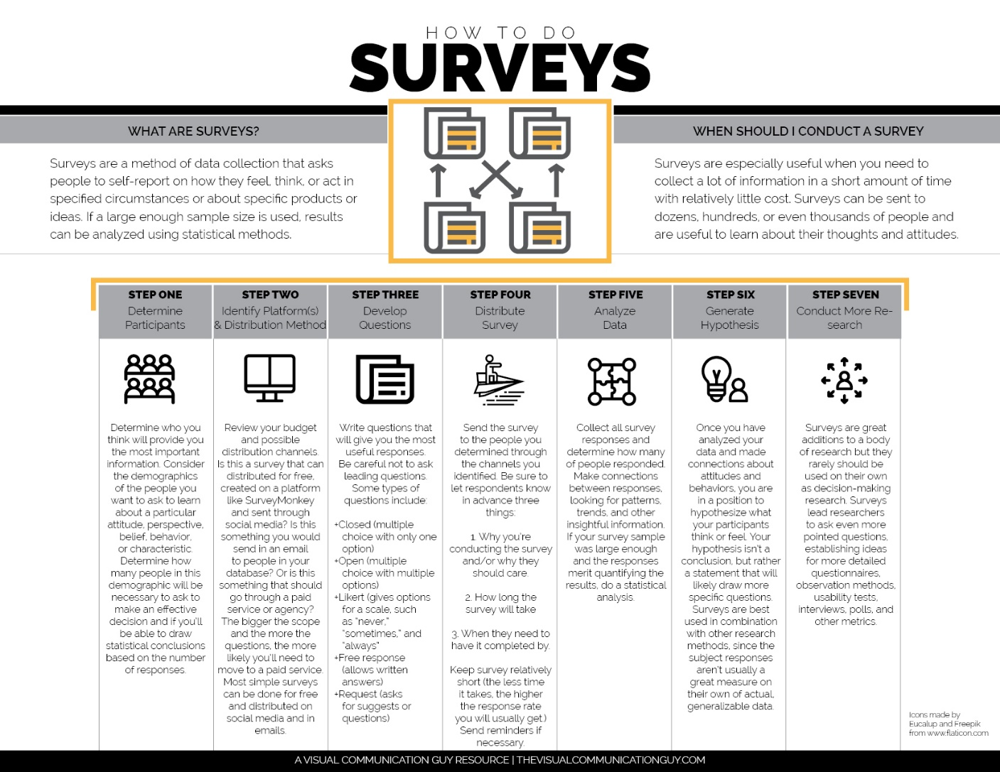 HOW TO DO
SURVEYS
WHAT ARE SURVEYS?
Surveys are a method of data collection that asks
people to self-report on how they feel, think, or act in
specified circumstances or about specific products or
ideas. If a large enough sample size is used, results
can be analyzed using statistical methods.
WHEN SHOULD I CONDUCT A SURVEY
Surveys are especially useful when you need to
collect a lot of information in a short amount of time
with relatively little cost. Surveys can be sent to
dozens, hundreds, or even thousands of people and
are useful to learn about their thoughts and attitudes.
STEP ONE
Determine
Participants
Determine who you
think will provide you
the most important
information. Consider
the demographics
of the people you
want to ask to learn
about a particular
attitude, perspective,
belief, behavior,
or characteristic.
Determine how
many people in this
demographic will be
necessary to ask to
make an effective
decision and if you'll
be able to draw
statistical conclusions
based on the number
of responses.
STEP TWO
Identify Platform(s)
& Distribution Method
Review your budget
and possible
distribution channels.
Is this a survey that can
distributed for free,
created on a platform
like SurveyMonkey
and sent through
social media? Is this
something you would
send in an email
to people in your
database? Or is this
something that should
go through a paid
service or agency?
The bigger the scope
and the more the
questions, the more
likely you'll need to
move to a paid service.
Most simple surveys
can be done for free
and distributed on
social media and in
emails.
STEP THREE
Develop
Questions
Write questions that
will give you the most
useful responses.
Be careful not to ask
leading questions.
Some types of
questions include:
+Closed (multiple
choice with only one
option)
+Open (multiple
choice with multiple
options)
+Likert (gives options
for a scale, such
as "never,"
"sometimes," and
"always"
+Free response
(allows written
answers)
+Request (asks
for suggests or
questions)
STEP FOUR
Distribute
Survey
Send the survey
to the people you
determined through
the channels you
identified. Be sure to
let respondents know
in advance three
things:
1. Why you're
conducting the survey
and/or why they
should care.
2. How long the
survey will take
3. When they need to
have it completed by.
Keep survey relatively
short (the less time
it takes, the higher
the response rate
you will usually get.)
Send reminders if
necessary.
STEP FIVE
Analyze
Data
Collect all survey
responses and
determine how many
of people responded.
Make connections
between responses,
looking for patterns,
trends, and other
insightful information.
If your survey sample
was large enough
and the responses
merit quantifying the
results, do a statistical
analysis.
STEP SIX
Generate
Hypothesis
Once you have
analyzed your
data and made
connections about
attitudes and
behaviors, you are
in a position to
hypothesize what
your participants
think or feel. Your
hypothesis isn't a
conclusion, but rather
a statement that will
likely draw more
specific questions.
Surveys are best
used in combination
with other research
methods, since the
subject responses
aren't usually a
great measure on
their own of actual,
generalizable data.
STEP SEVEN
Conduct More Re-
search
Surveys are great
additions to a body
of research but they
rarely should be
used on their own
as decision-making
research. Surveys
lead researchers
to ask even more
pointed questions,
establishing ideas
for more detailed
questionnaires,
observation methods,
usability tests,
interviews, polls, and
other metrics.
Icons made by
Eucalup and Freepik
from www.flaticon.com
A VISUAL COMMUNICATION GUY RESOURCE | THEVISUALCOMMUNICATIONGUY.COM